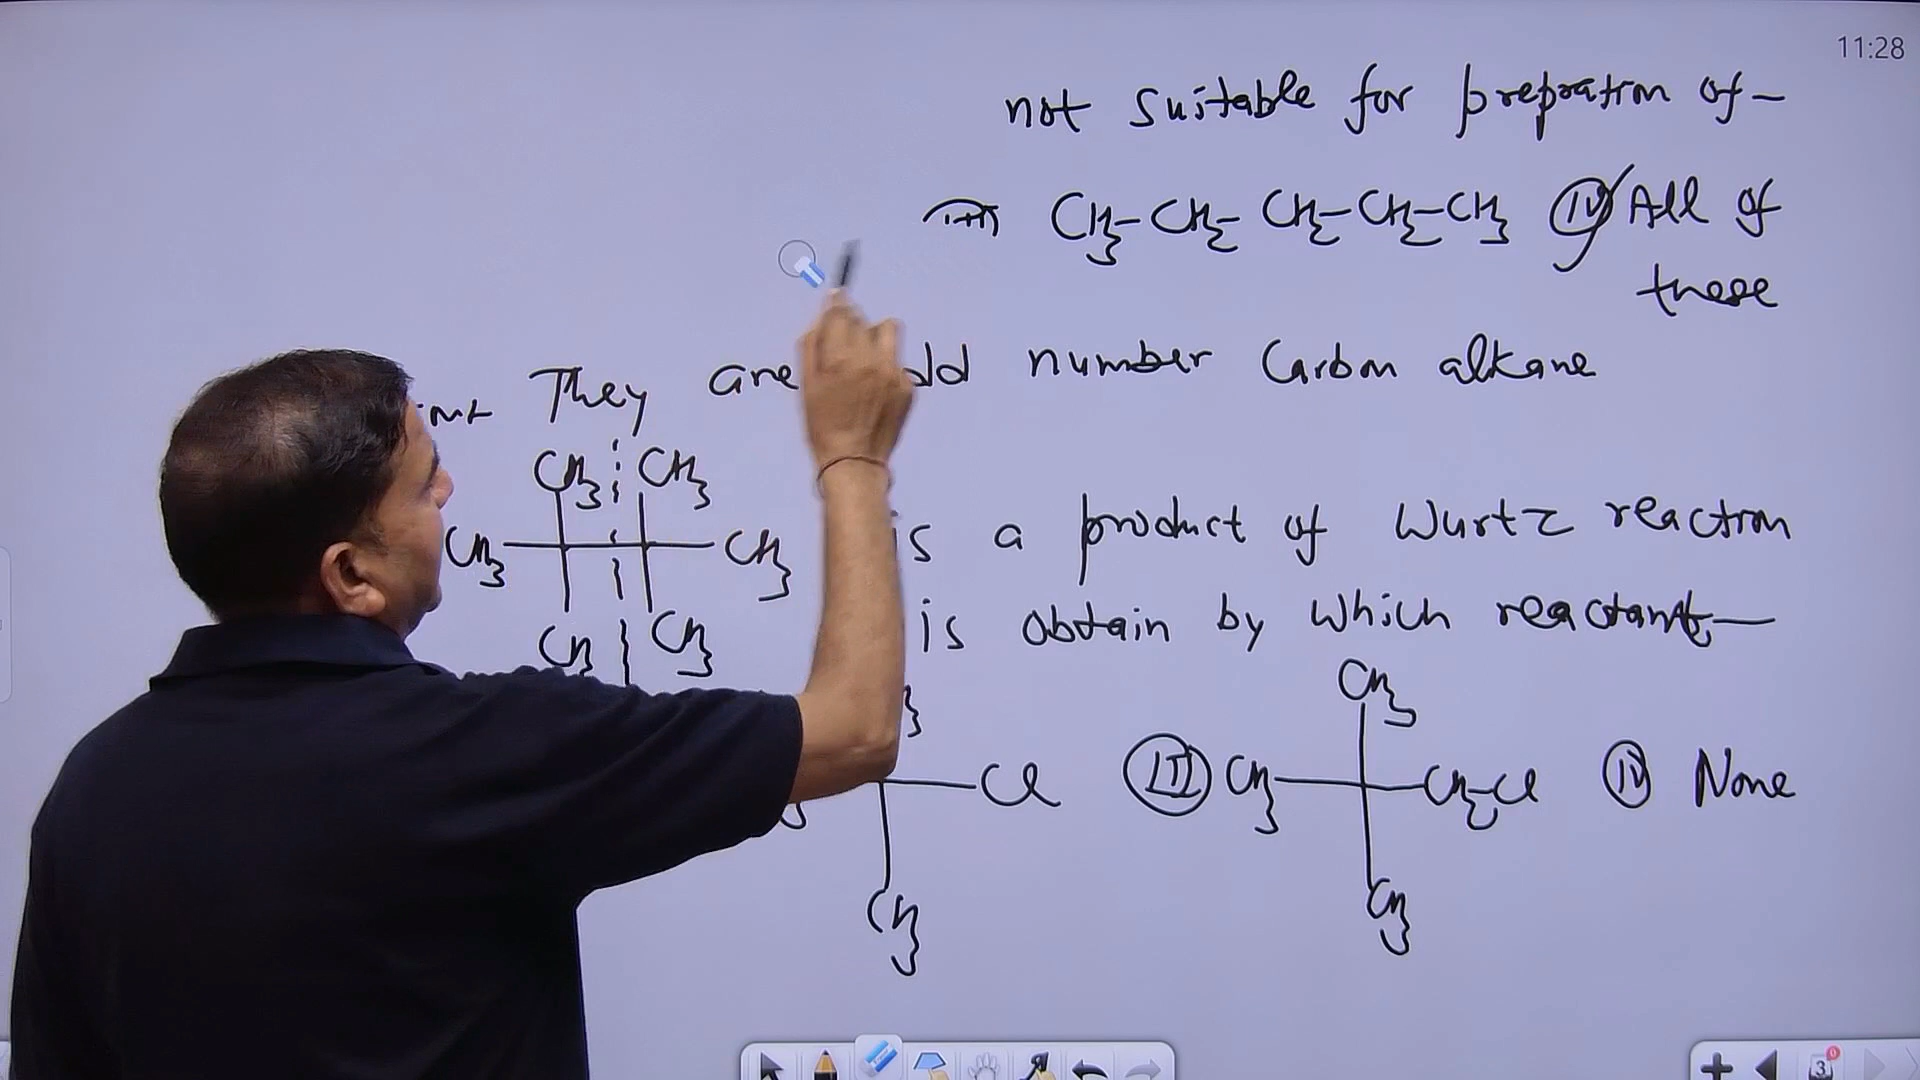 11:28
not suitable for prepration of-
CH3-CH2-CH2-CH2-CH3 IV All of
these
They are odd number Carbon alkane
CH3 CH3
CH3 CH3 is a product of Wurtz reaction
CH3 CH3 is obtain by which reactant-
CH3
Cl III CH3 CH2-Cl IV None
CH3 CH3
3